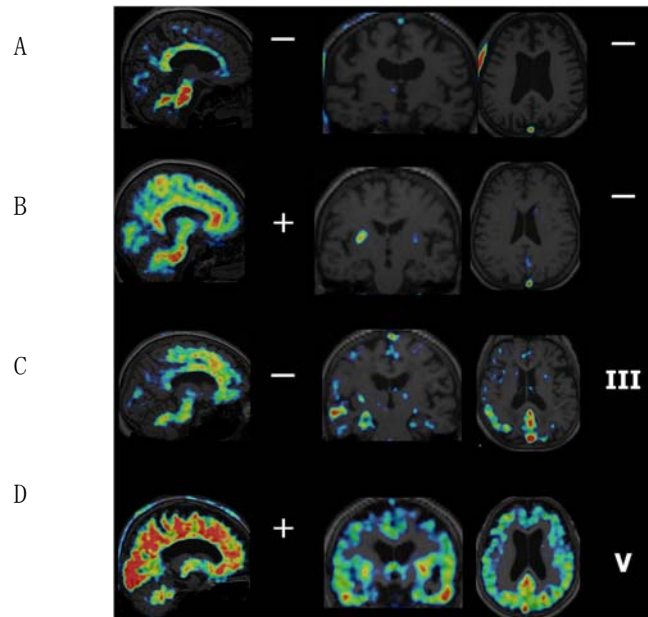 A — —
B + —
C — III
D + V